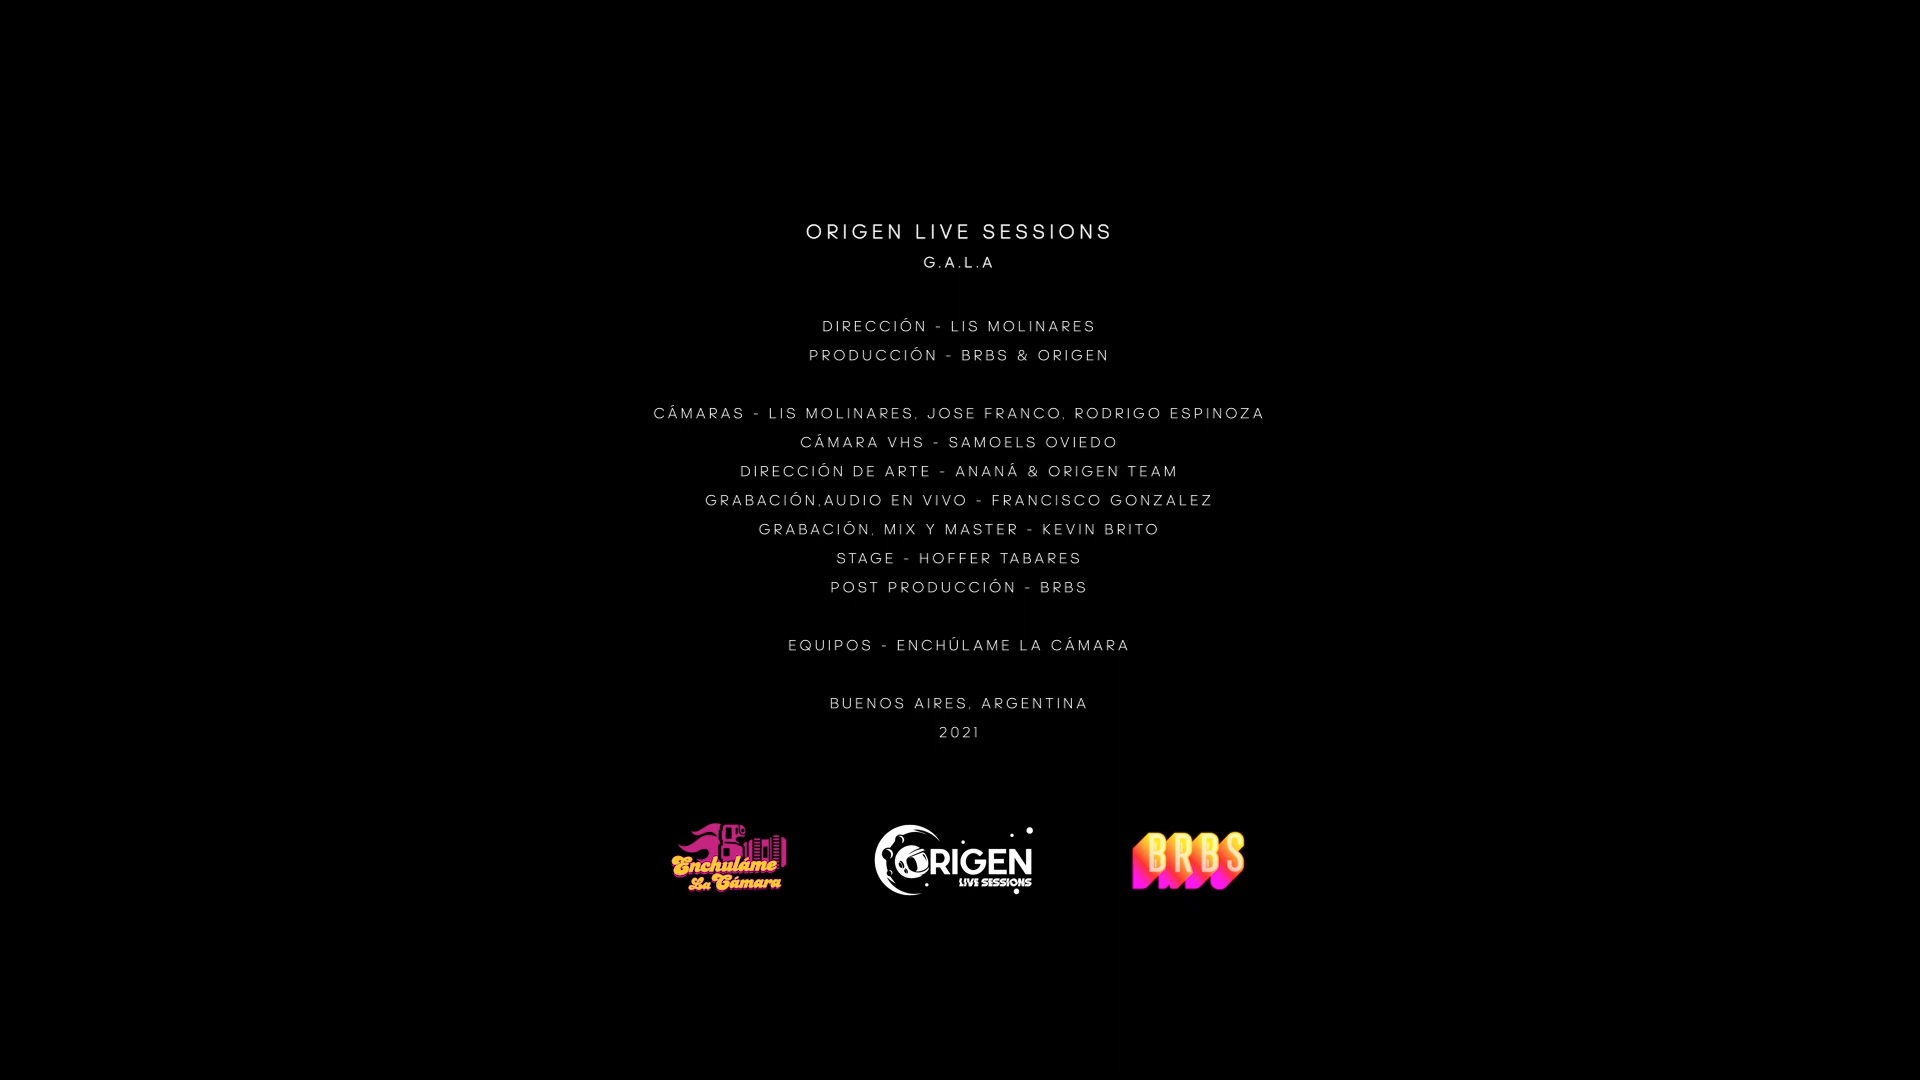 ORIGEN LIVE SESSIONS
G.A.L.A
DIRECCIÓN - LIS MOLINARES
PRODUCCIÓN - BRBS & ORIGEN
CÁMARAS - LIS MOLINARES, JOSE FRANCO, RODRIGO ESPINOZA
CÁMARA VHS - SAMOELS OVIEDO
DIRECCIÓN DE ARTE - ANANÁ & ORIGEN TEAM
GRABACIÓN,AUDIO EN VIVO - FRANCISCO GONZALEZ
GRABACIÓN, MIX Y MASTER - KEVIN BRITO
STAGE - HOFFER TABARES
POST PRODUCCIÓN - BRBS
EQUIPOS - ENCHÚLAME LA CÁMARA
BUENOS AIRES, ARGENTINA
2021
Enchuláme
La Cámara
ORIGEN
LIVE SESSIONS
BRBS